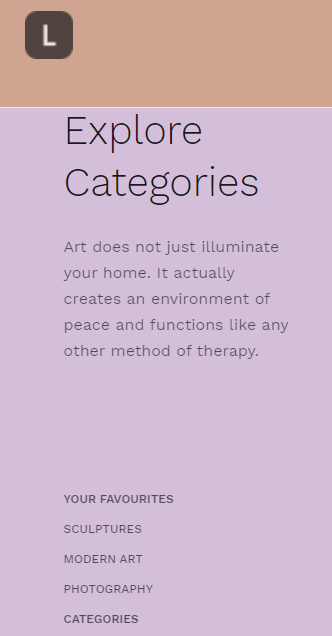 L
Explore
Categories
Art does not just illuminate
your home. It actually
creates an environment of
peace and functions like any
other method of therapy.
YOUR FAVOURITES
SCULPTURES
MODERN ART
PHOTOGRAPHY
CATEGORIES